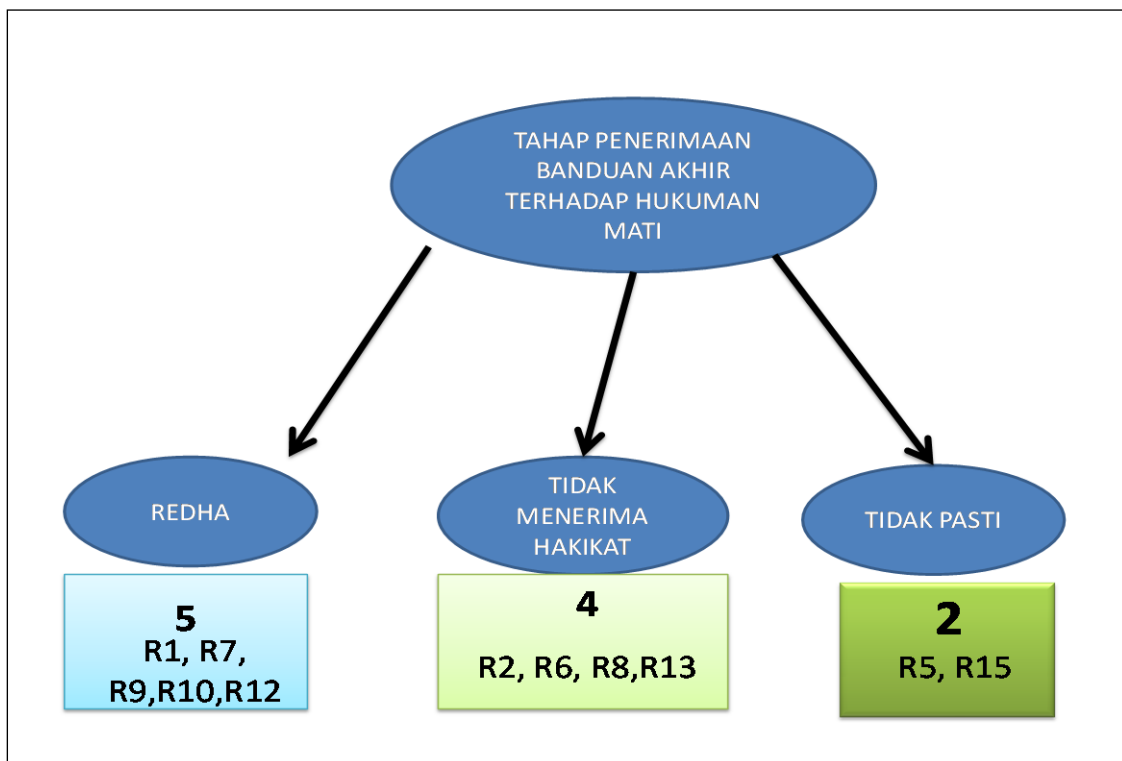 TAHAP PENERIMAAN
BANDUAN AKHIR
TERHADAP HUKUMAN
MATI
REDHA
TIDAK
MENERIMA
HAKIKAT
TIDAK PASTI
5
R1, R7,
R9,R10,R12
4
R2, R6, R8,R13
2
R5, R15